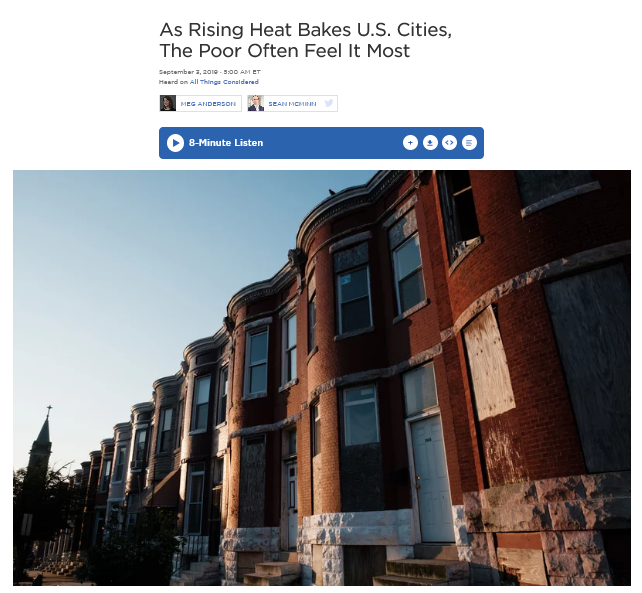 As Rising Heat Bakes U.S. Cities,
The Poor Often Feel It Most
September 3, 2019 · 5:00 AM ET
Heard on All Things Considered
MEG ANDERSON
SEAN MCMINN
8-Minute Listen